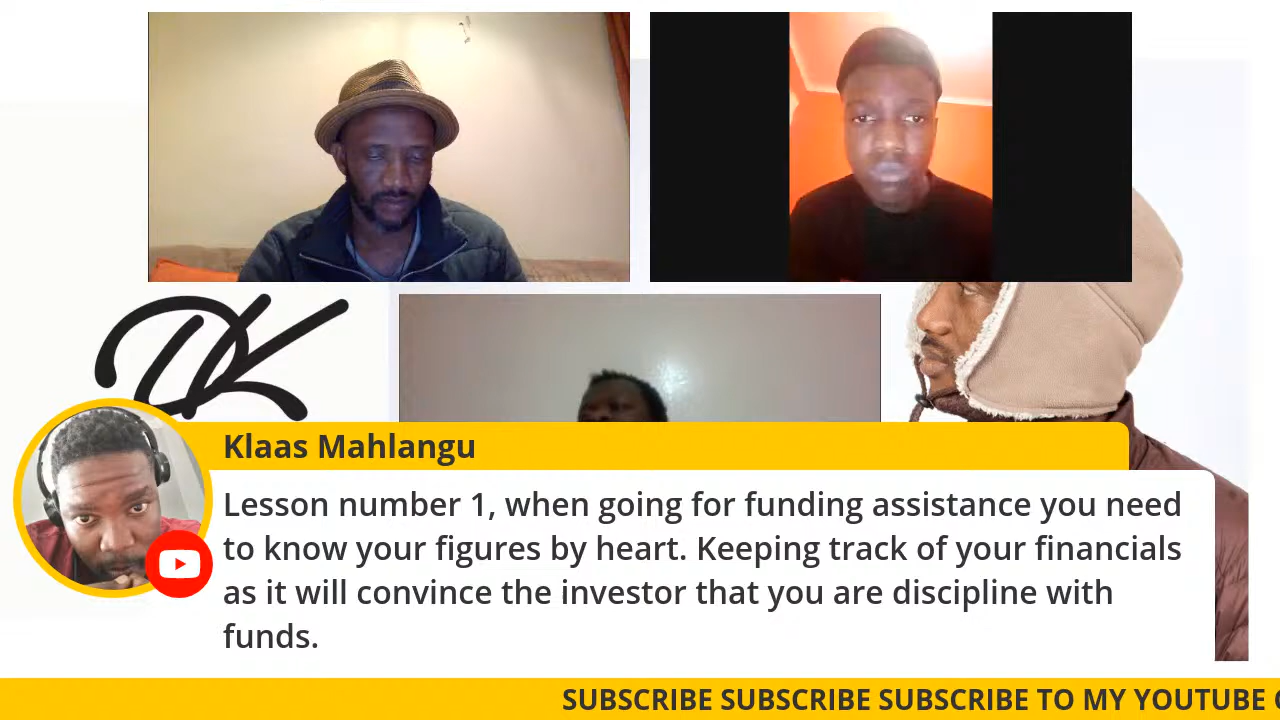 DK
Klaas Mahlangu
Lesson number 1, when going for funding assistance you need
to know your figures by heart. Keeping track of your financials
as it will convince the investor that you are discipline with
funds.
SUBSCRIBE SUBSCRIBE SUBSCRIBE TO MY YOUTUBE